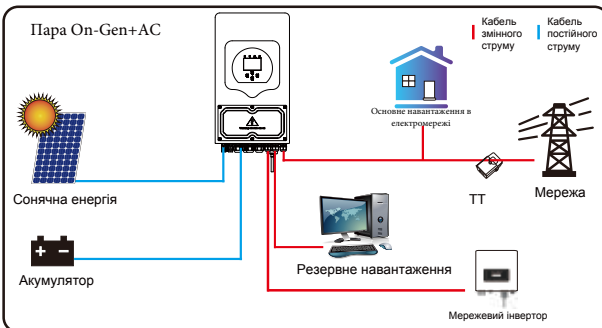 Пара On-Gen+AC
Кабель
змінного
струму
Кабель
постійного
струму
Основне навантаження в
електромережі
Сонячна енергія
ТТ
Мережа
Акумулятор
Резервне навантаження
Мережевий інвертор